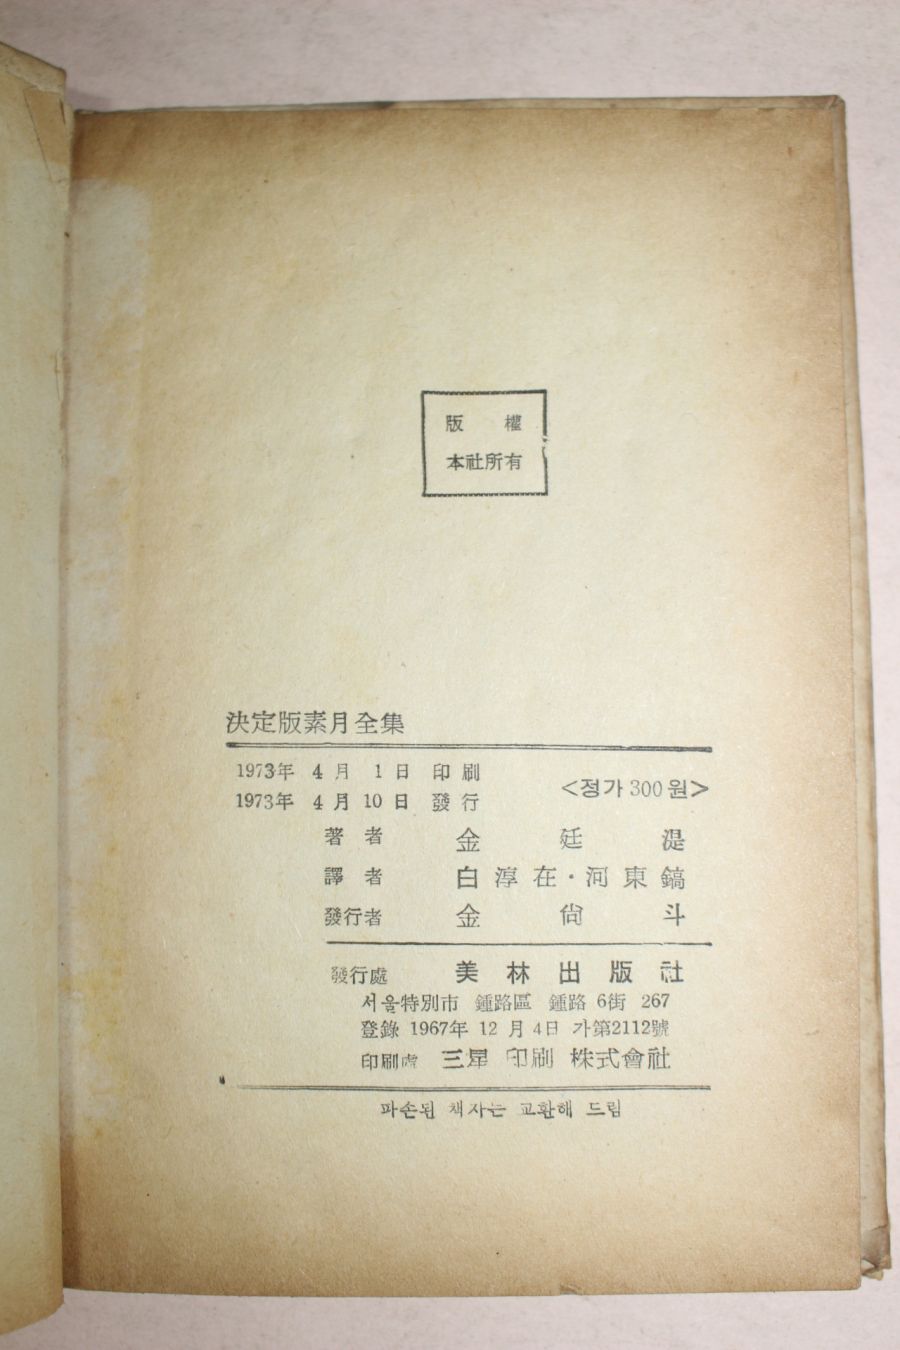 版 權
本社所有
決定版素月全集
1973年 4月 1日 印刷
1973年 4月 10日 發行
<정가 300원>
著者 金廷湜
譯者 白淳在·河東鎬
發行者 金尙斗
發行處 美林出版社
서울特別市 鍾路區 鍾路 6街 267
登錄 1967年 12月 4日 가第2112號
印刷處 三星印刷 株式會社
파손된 책자는 교환해 드림